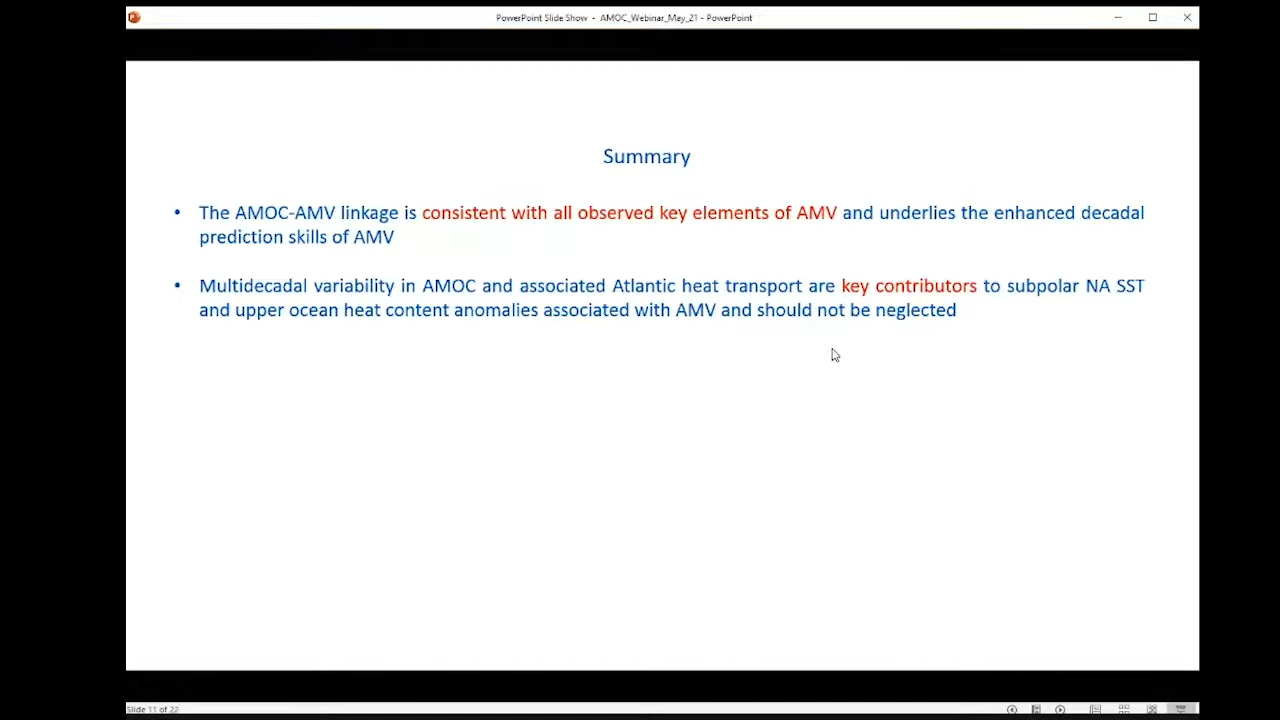 PowerPoint Slide Show - AMOC_Webinar_May_21 - PowerPoint
Summary
• The AMOC-AMV linkage is consistent with all observed key elements of AMV and underlies the enhanced decadal
prediction skills of AMV
• Multidecadal variability in AMOC and associated Atlantic heat transport are key contributors to subpolar NA SST
and upper ocean heat content anomalies associated with AMV and should not be neglected
Slide 11 of 22